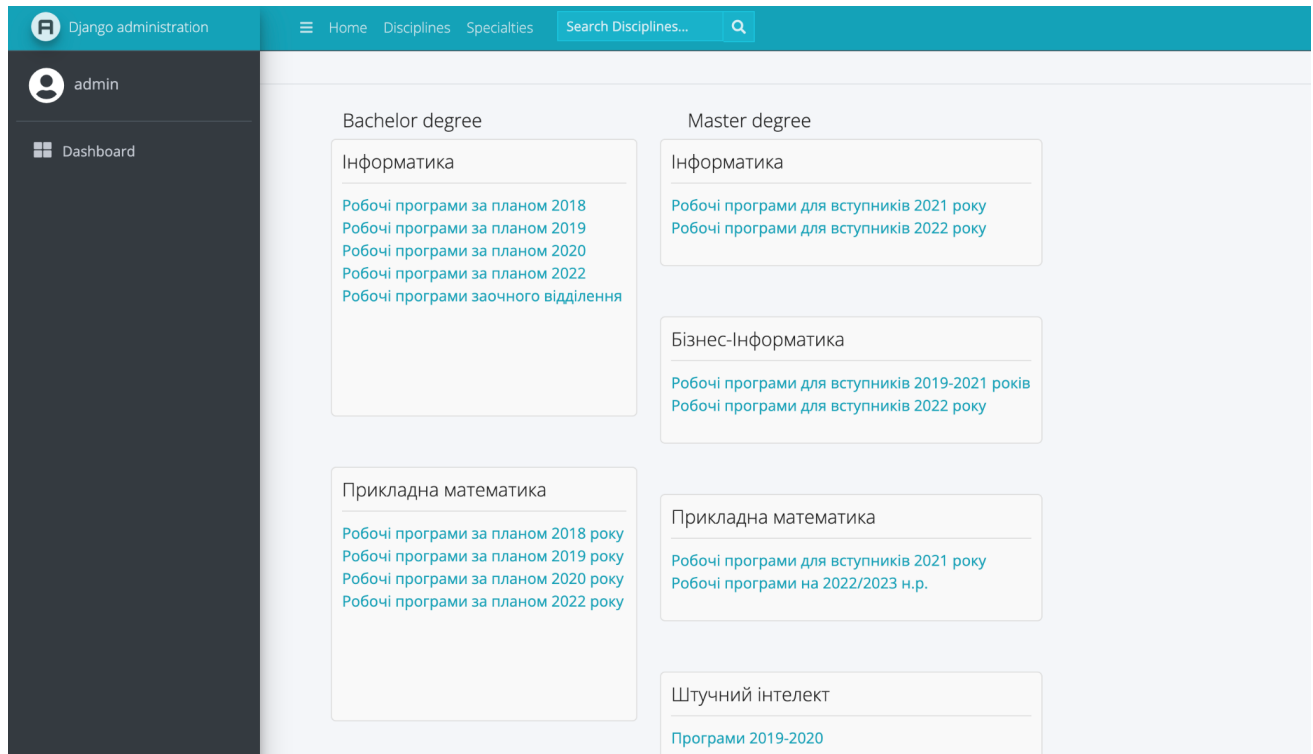 Django administration
Home Disciplines Specialties Search Disciplines...
admin
Dashboard
Bachelor degree
Інформатика
Робочі програми за планом 2018
Робочі програми за планом 2019
Робочі програми за планом 2020
Робочі програми за планом 2022
Робочі програми заочного відділення
Прикладна математика
Робочі програми за планом 2018 року
Робочі програми за планом 2019 року
Робочі програми за планом 2020 року
Робочі програми за планом 2022 року
Master degree
Інформатика
Робочі програми для вступників 2021 року
Робочі програми для вступників 2022 року
Бізнес-Інформатика
Робочі програми для вступників 2019-2021 років
Робочі програми для вступників 2022 року
Прикладна математика
Робочі програми для вступників 2021 року
Робочі програми на 2022/2023 н.р.
Штучний інтелект
Програми 2019-2020